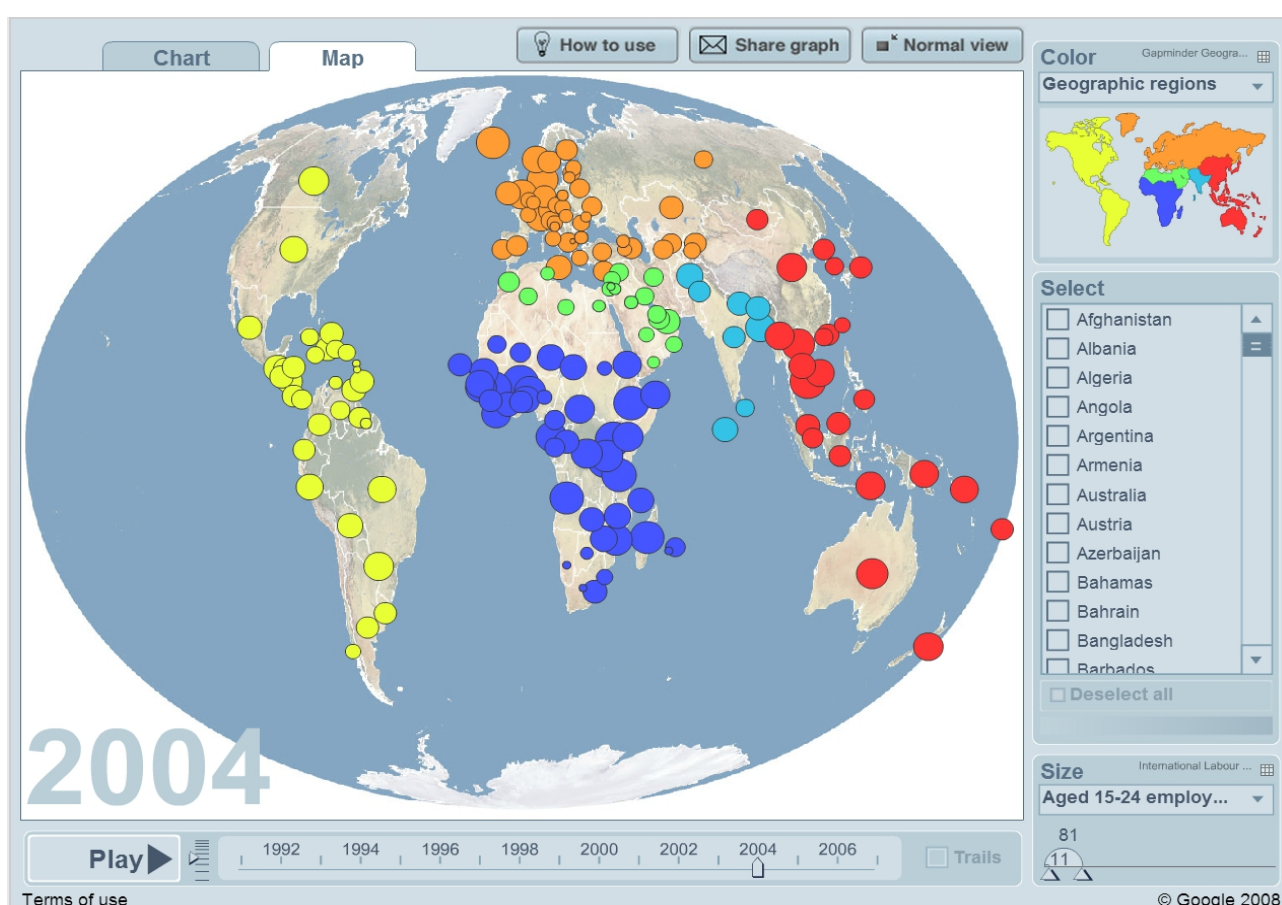 Chart
Map
How to use
Share graph
Normal view
2004
Play
1992
1994
1996
1998
2000
2002
2004
2006
Trails
Terms of use
Color
Gapminder Geogra...
Geographic regions
Select
Afghanistan
Albania
Algeria
Angola
Argentina
Armenia
Australia
Austria
Azerbaijan
Bahamas
Bahrain
Bangladesh
Barbados
Deselect all
Size
International Labour ...
Aged 15-24 employ...
81
11
© Google 2008